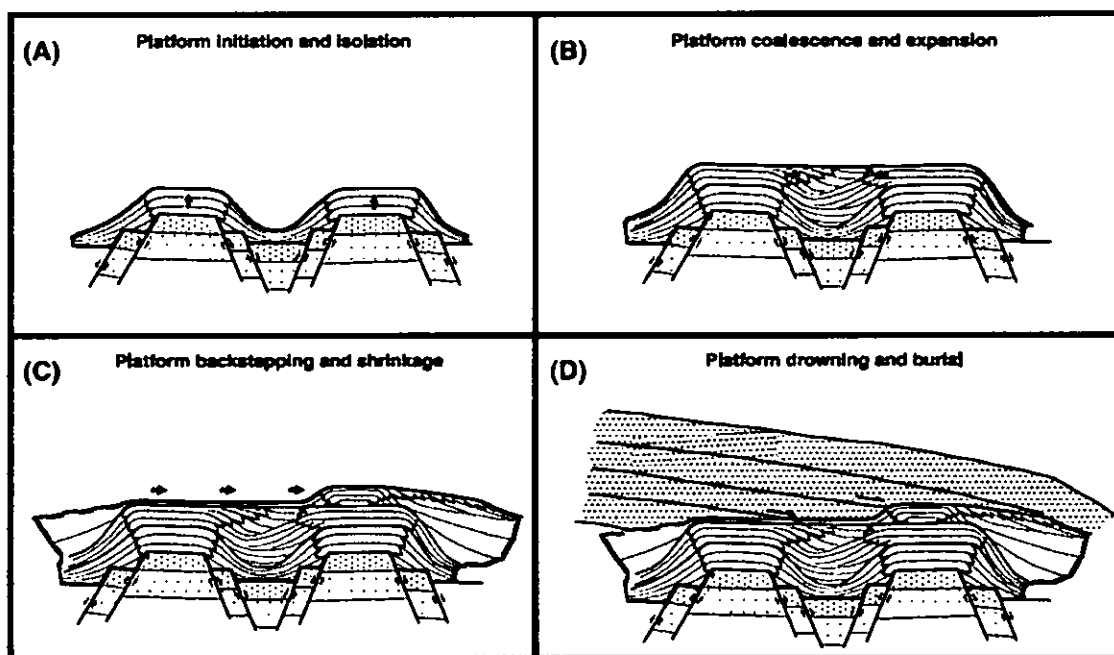 (A)
Platform initiation and isolation
(B)
Platform coalescence and expansion
(C)
Platform backstepping and shrinkage
(D)
Platform drowning and burial